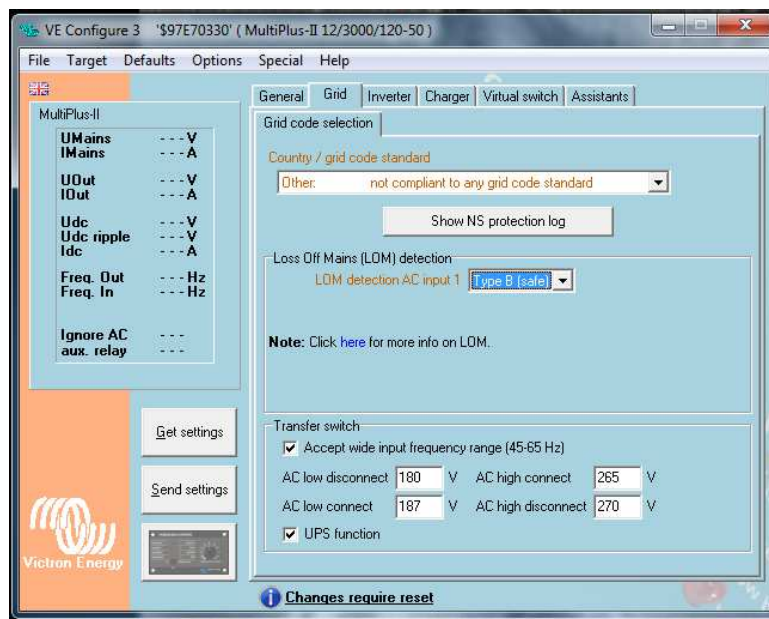 VE Configure 3 '$97E70330' ( MultiPlus-II 12/3000/120-50 )
File Target Defaults Options Special Help
General Grid Inverter Charger Virtual switch Assistants
MultiPlus-II
UMains - - - V
IMains - - - A
UOut - - - V
IOut - - - A
Udc - - - V
Udc ripple - - - V
Idc - - - A
Freq. Out - - - Hz
Freq. In - - - Hz
Ignore AC - - -
aux. relay - - -
Get settings
Send settings
Victron Energy
Grid code selection
Country / grid code standard
Other: not compliant to any grid code standard
Show NS protection log
Loss Off Mains (LOM) detection
LOM detection AC input 1 Type B (safe)
Note: Click here for more info on LOM.
Transfer switch
Accept wide input frequency range (45-65 Hz)
AC low disconnect 180 V AC high connect 265 V
AC low connect 187 V AC high disconnect 270 V
UPS function
Changes require reset